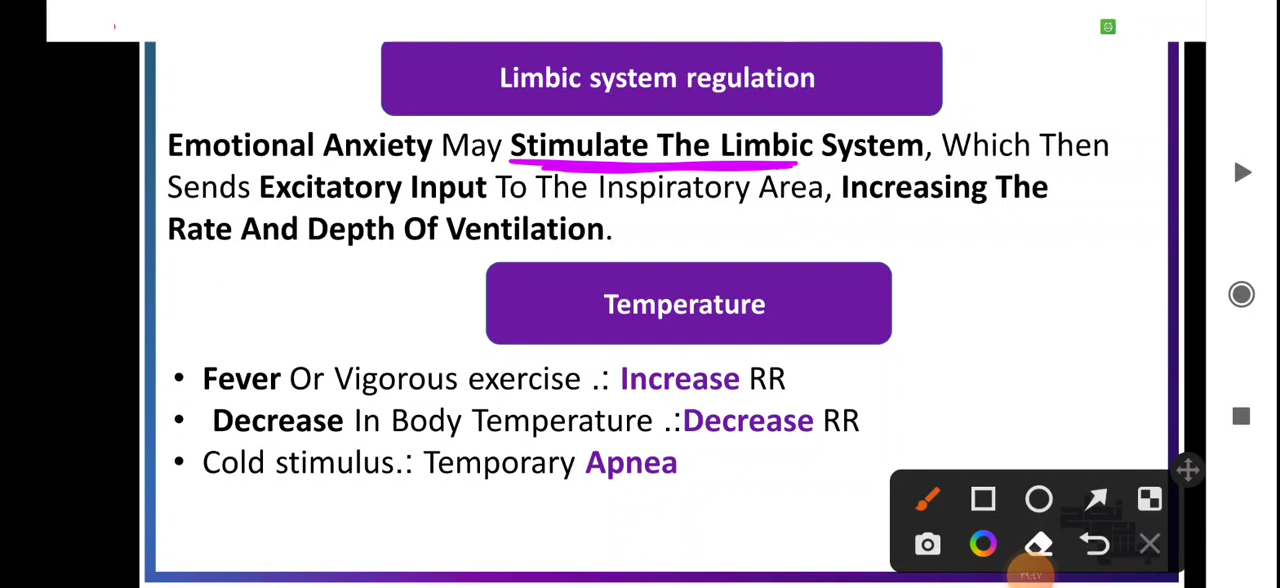 Limbic system regulation
Emotional Anxiety May Stimulate The Limbic System, Which Then
Sends Excitatory Input To The Inspiratory Area, Increasing The
Rate And Depth Of Ventilation.
Temperature
• Fever Or Vigorous exercise .: Increase RR
• Decrease In Body Temperature .:Decrease RR
• Cold stimulus.: Temporary Apnea
٢٩:٤٧